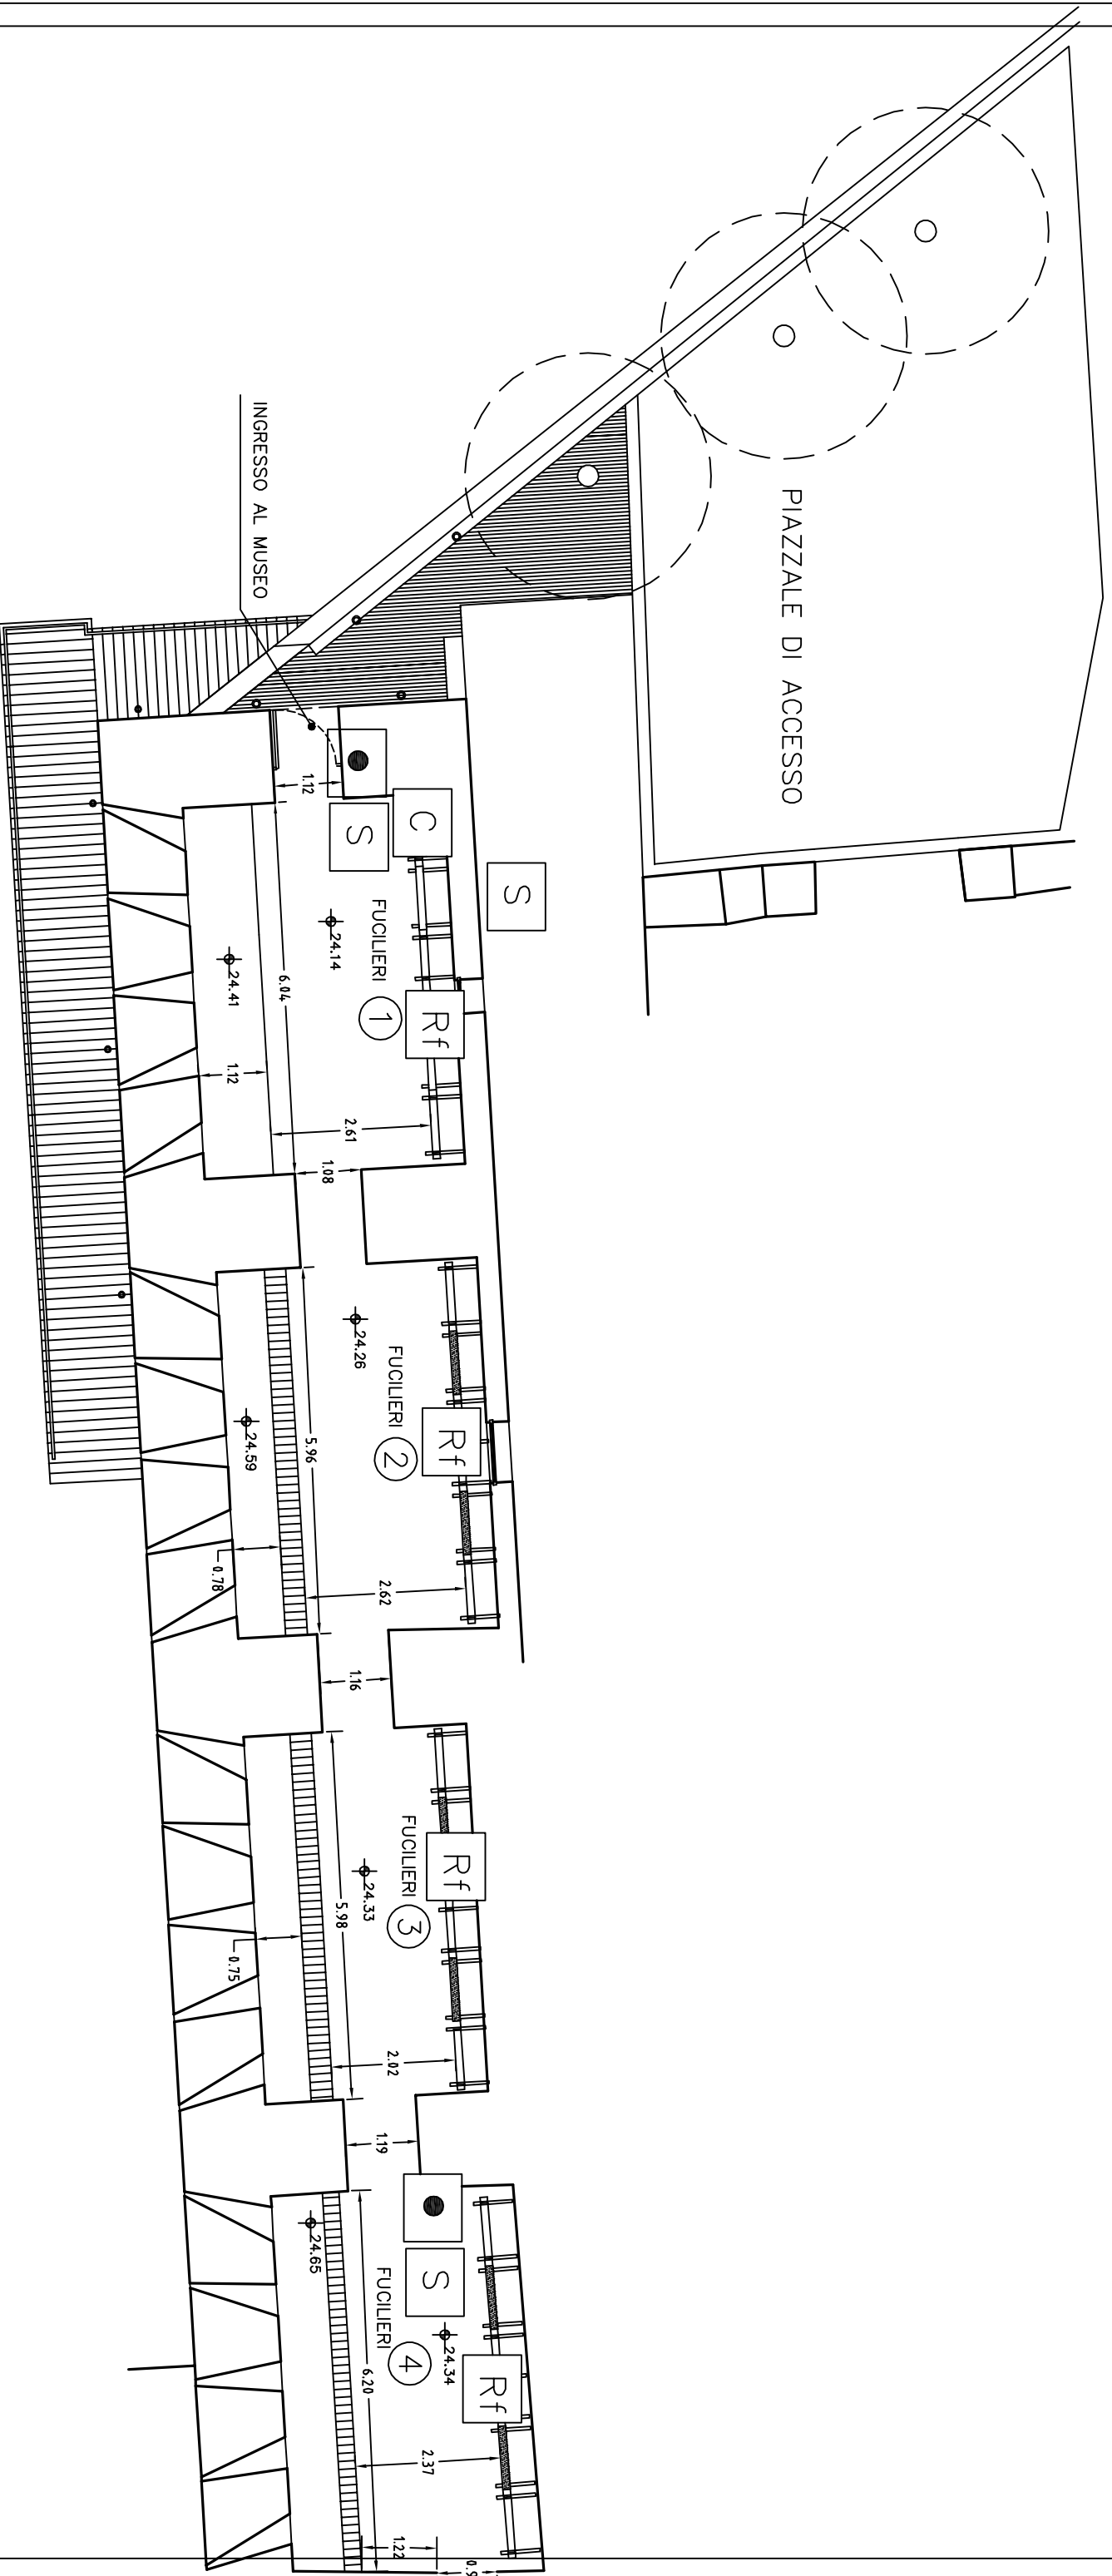 PIAZZALE DI ACCESSO
INGRESSO AL MUSEO
1.12
C
S
S
FUCILIERI
1
Rf
24.14
24.41
6.04
1.12
2.61
1.08
24.26
FUCILIERI
2
Rf
24.59
5.96
0.78
2.62
1.16
FUCILIERI
3
Rf
24.33
5.98
0.75
2.02
1.19
S
24.65
FUCILIERI
4
24.34
Rf
6.20
2.37
1.22